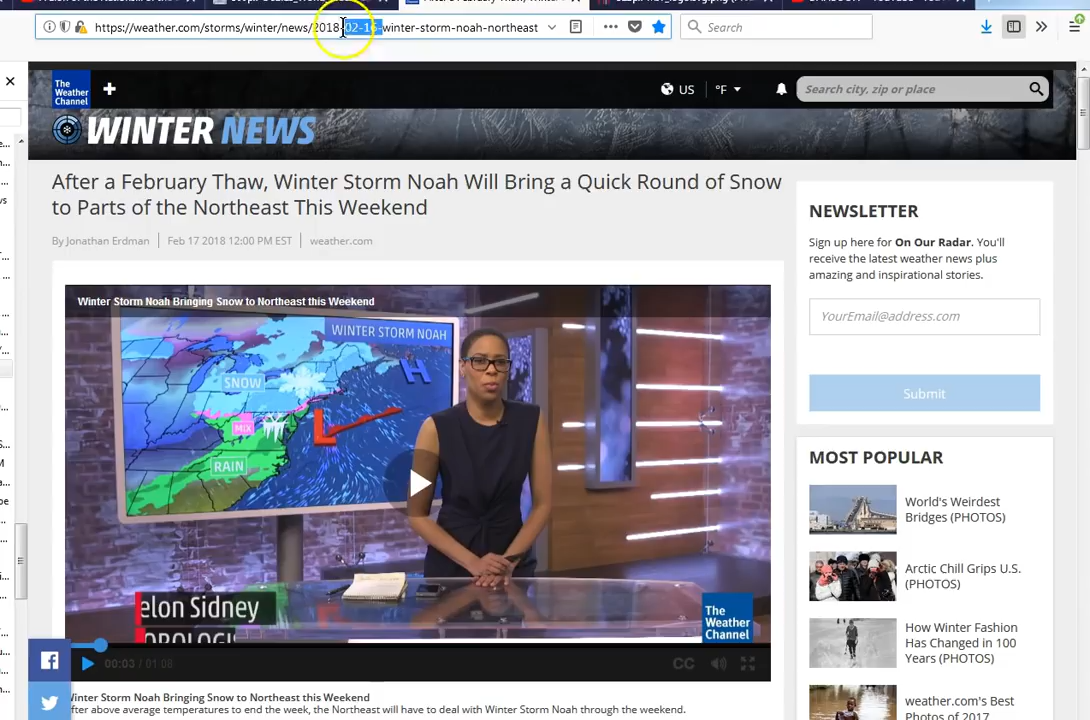 https://weather.com/storms/winter/news/2018-02-16-winter-storm-noah-northeast
Search
The
Weather
Channel
US
°F
Search city, zip or place
WINTER NEWS
After a February Thaw, Winter Storm Noah Will Bring a Quick Round of Snow
to Parts of the Northeast This Weekend
By Jonathan Erdman
Feb 17 2018 12:00 PM EST
weather.com
Winter Storm Noah Bringing Snow to Northeast this Weekend
WINTER STORM NOAH
H
SNOW
MIX
L
RAIN
elon Sidney
The
Weather
Channel
00:03 / 01:08
CC
Winter Storm Noah Bringing Snow to Northeast this Weekend
After above average temperatures to end the week, the Northeast will have to deal with Winter Storm Noah through the weekend.
NEWSLETTER
Sign up here for On Our Radar. You'll
receive the latest weather news plus
amazing and inspirational stories.
YourEmail@address.com
Submit
MOST POPULAR
World's Weirdest
Bridges (PHOTOS)
Arctic Chill Grips U.S.
(PHOTOS)
How Winter Fashion
Has Changed in 100
Years (PHOTOS)
weather.com's Best
Photos of 2017